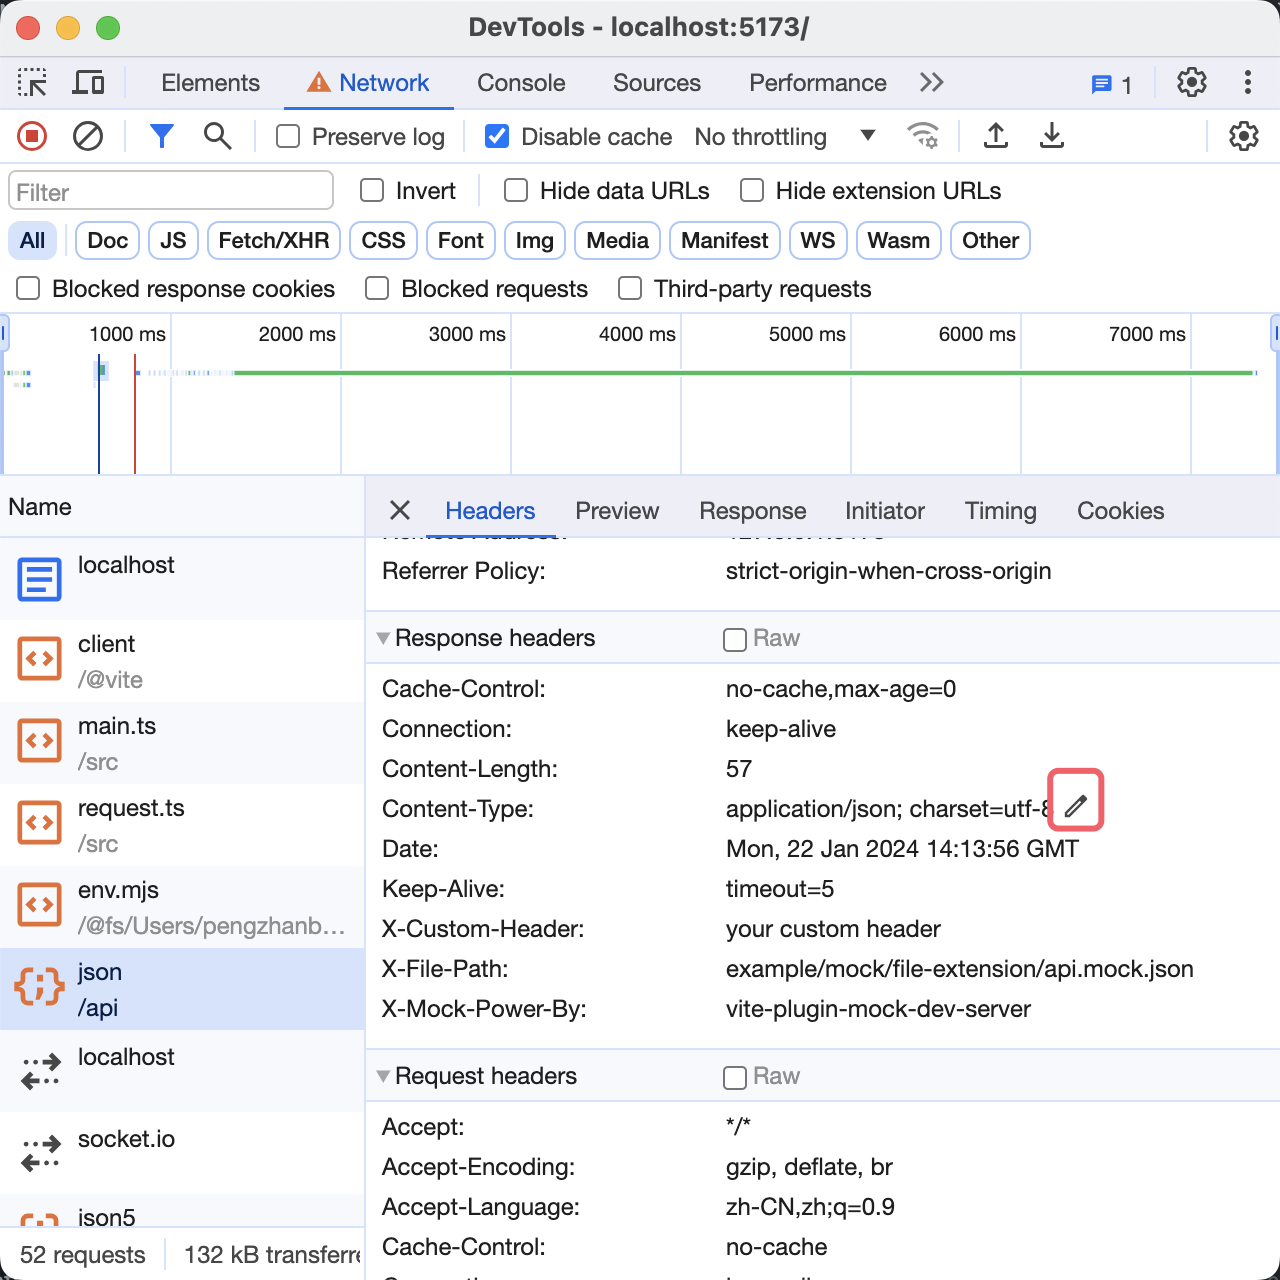 DevTools - localhost:5173/
Elements Network Console Sources Performance 1
Preserve log Disable cache No throttling
Filter Invert Hide data URLs Hide extension URLs
All Doc JS Fetch/XHR CSS Font Img Media Manifest WS Wasm Other
Blocked response cookies Blocked requests Third-party requests
1000 ms 2000 ms 3000 ms 4000 ms 5000 ms 6000 ms 7000 ms
Name
localhost
client
/@vite
main.ts
/src
request.ts
/src
env.mjs
/@fs/Users/pengzhanb…
json
/api
localhost
socket.io
json5
52 requests 132 kB transferre
Headers Preview Response Initiator Timing Cookies
Referrer Policy: strict-origin-when-cross-origin
Response headers Raw
Cache-Control: no-cache,max-age=0
Connection: keep-alive
Content-Length: 57
Content-Type: application/json; charset=utf-8
Date: Mon, 22 Jan 2024 14:13:56 GMT
Keep-Alive: timeout=5
X-Custom-Header: your custom header
X-File-Path: example/mock/file-extension/api.mock.json
X-Mock-Power-By: vite-plugin-mock-dev-server
Request headers Raw
Accept: */*
Accept-Encoding: gzip, deflate, br
Accept-Language: zh-CN,zh;q=0.9
Cache-Control: no-cache